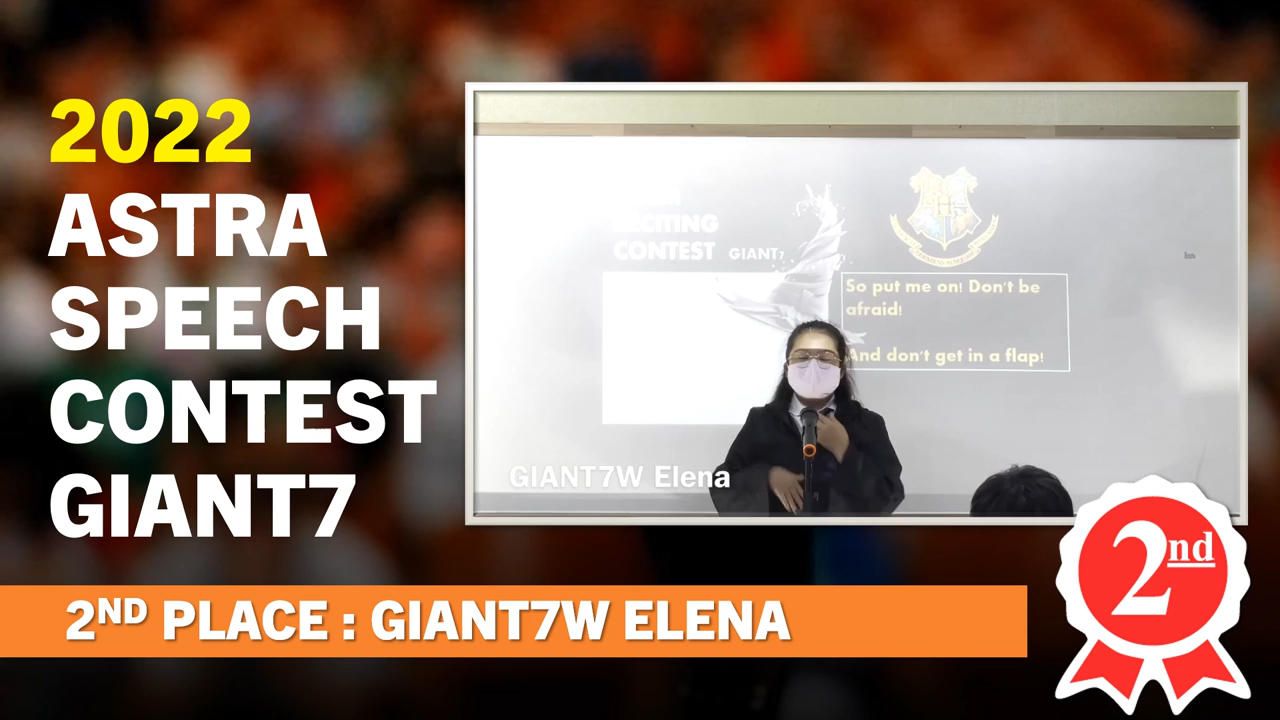 2022
ASTRA
SPEECH
CONTEST
GIANT7
CONTEST GIANT7
So put me on! Don't be
afraid!
And don't get in a flap!
GIANT7W Elena
2nd
2ND PLACE : GIANT7W ELENA